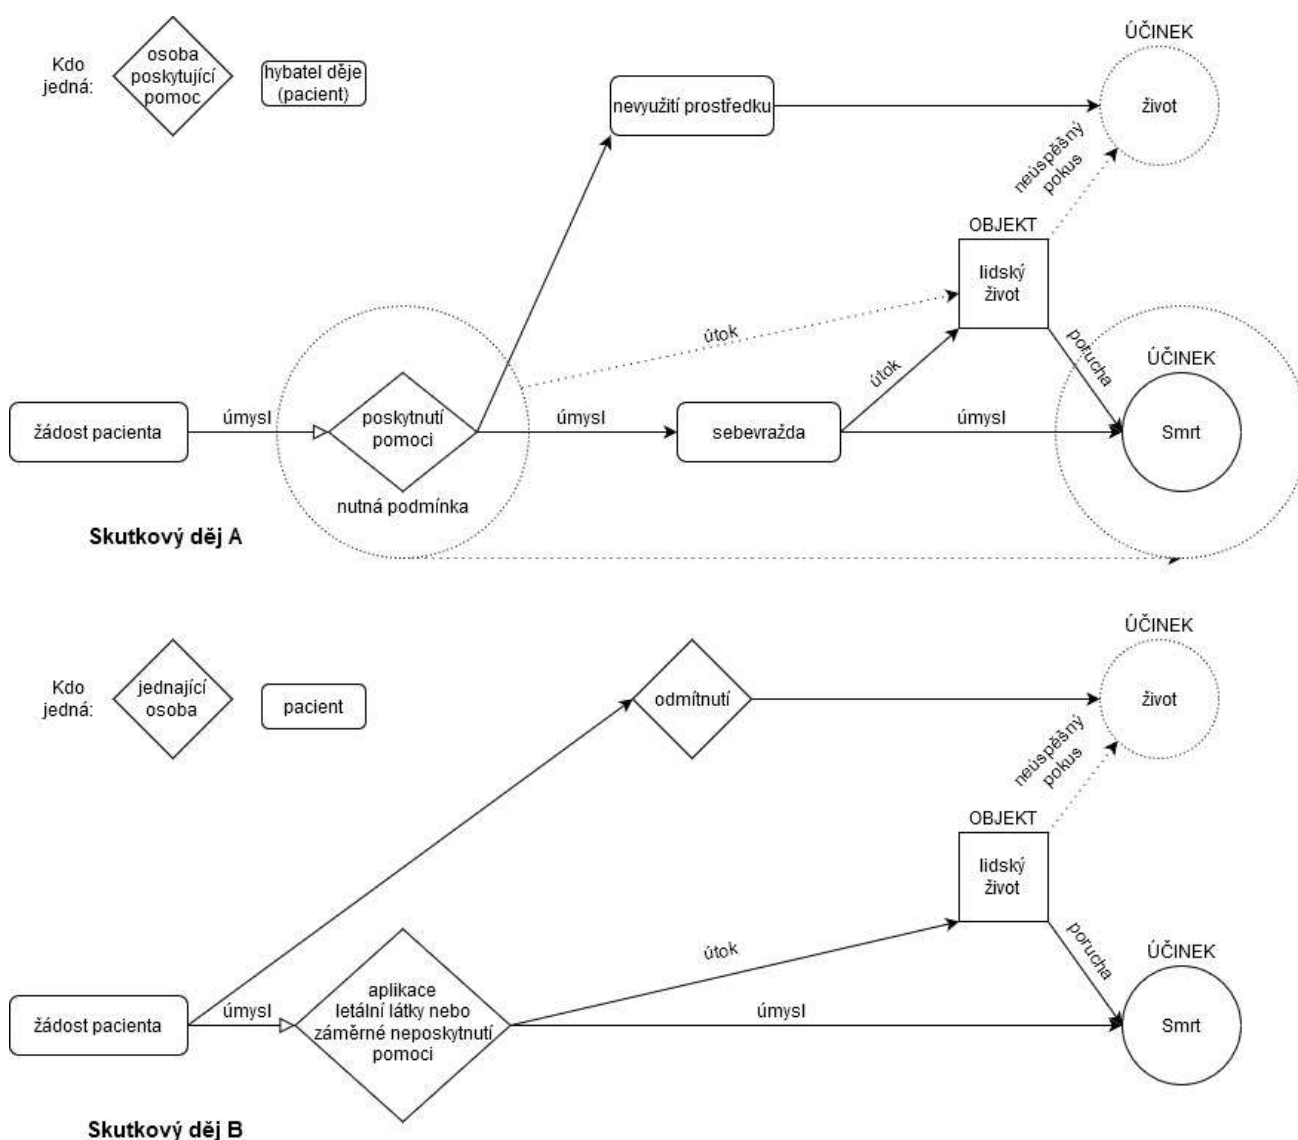 Kdo
jedná:
osoba
poskytující
pomoc
hybatel děje
(pacient)
nevyužití prostředku
ÚČINEK
život
neúspěšný
pokus
OBJEKT
lidský
život
útok
útok
porucha
ÚČINEK
Smrt
žádost pacienta
úmysl
poskytnutí
pomoci
úmysl
sebevražda
úmysl
nutná podmínka
Skutkový děj A
Kdo
jedná:
jednající
osoba
pacient
odmítnutí
ÚČINEK
život
neúspěšný
pokus
OBJEKT
lidský
život
útok
porucha
ÚČINEK
Smrt
žádost pacienta
úmysl
aplikace
letální látky nebo
záměrné neposkytnutí
pomoci
úmysl
Skutkový děj B